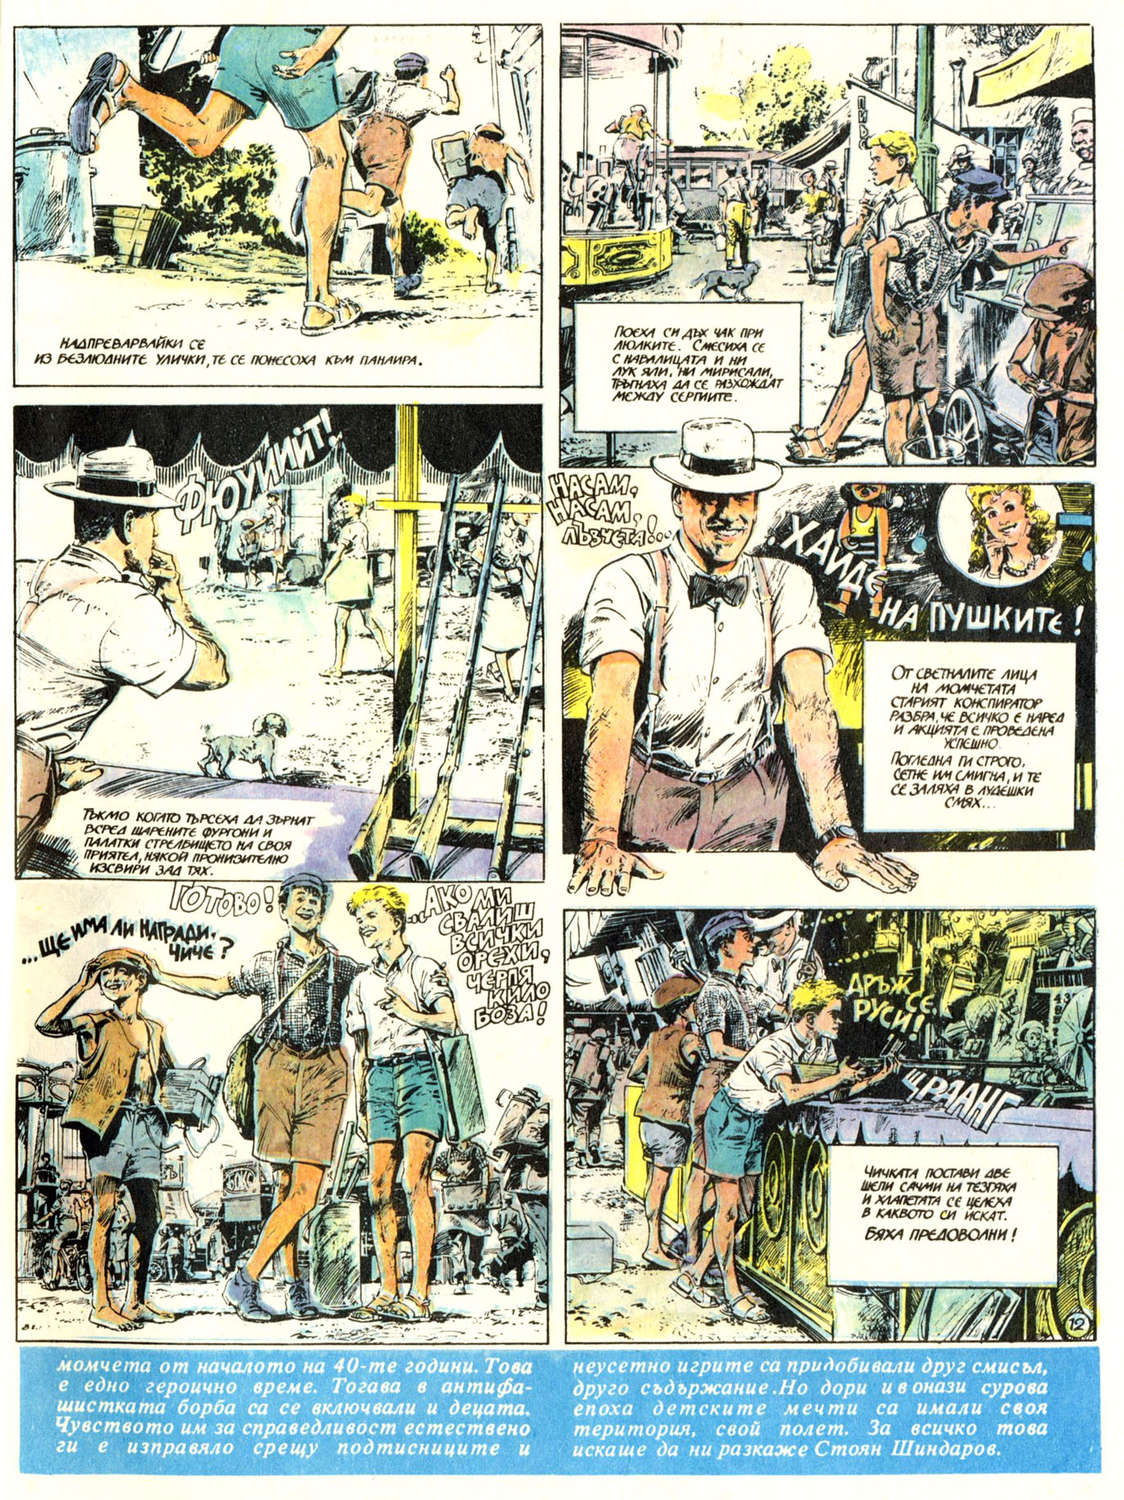 НАДПРЕВАРВАЙКИ СЕ
ИЗ БЕЗЛЮДНИТЕ УЛИЧКИ, ТЕ СЕ ПОНЕСОХА КЪМ ПАНАИРА.
ПОЕХА СИ ДЪХ ЧАК ПРИ
ЛЮЛКИТЕ. СМЕСИХА СЕ
С НАВАЛИЦАТА И НИ
ЛУК ЯЛИ, НИ МИРИСАЛИ,
ТРЪГНАХА ДА СЕ РАЗХОЖДАТ
МЕЖДУ СЕРГИИТЕ.
ФЮУИИЙТ!
ТЪКМО КОГАТО ТЪРСЕХА ДА ЗЪРНАТ
ВСРЕД ШАРЕНИТЕ ФУРГОНИ И
ПАЛАТКИ СТРЕЛБИЩЕТО НА СВОЯ
ПРИЯТЕЛ, НЯКОЙ ПРОНИЗИТЕЛНО
ИЗСВИРИ ЗАД ТЯХ.
НАСАМ,
НАСАМ,
ЛЪВЧЕТА!...
ХАЙДЕ
НА ПУШКИТЕ!
ОТ СВЕТНАЛИТЕ ЛИЦА
НА МОМЧЕТАТА
СТАРИЯТ КОНСПИРАТОР
РАЗБРА, ЧЕ ВСИЧКО Е НАРЕД
И АКЦИЯТА Е ПРОВЕДЕНА
УСПЕШНО.
ПОГЛЕДНА ГИ СТРОГО,
СЕТНЕ ИМ СМИГНА, И ТЕ
СЕ ЗАЛЯХА В ЛУДЕШКИ
СМЯХ...
...ЩЕ ИМА ЛИ НАГРАДИ,
ЧИЧЕ?
ГОТОВО!
...АКО МИ
СВАЛИШ
ВСИЧКИ
ОРЕХИ,
ЧЕРПЯ
КИЛО
БОЗА!
ДРЪЖ СЕ,
РУСИ!
ЩРААНГ
ЧИЧКАТА ПОСТАВИ ДВЕ
ШЕПИ САЧМИ НА ТЕЗГЯХА
И ХЛАПЕТАТА СЕ ЦЕЛЕХА
В КАКВОТО СИ ИСКАТ.
БЯХА ПРЕДОВОЛНИ!
12
момчета от началото на 40-те години. Това
е едно героично време. Тогава в антифа-
шистката борба са се включвали и децата.
Чувството им за справедливост естествено
ги е изправяло срещу подтисниците и
неусетно игрите са придобивали друг смисъл,
друго съдържание. Но дори и в онази сурова
епоха детските мечти са имали своя
територия, свой полет. За всичко това
искаше да ни разкаже Стоян Шиндаров.